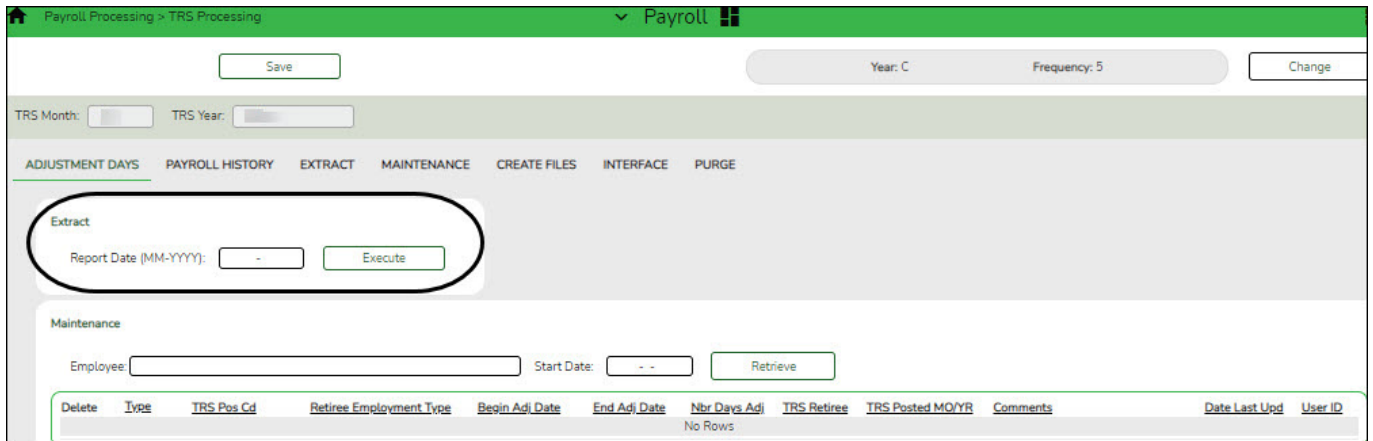 Payroll Processing > TRS Processing
Payroll
Save
Year: C
Frequency: 5
Change
TRS Month:
TRS Year:
ADJUSTMENT DAYS PAYROLL HISTORY EXTRACT MAINTENANCE CREATE FILES INTERFACE PURGE
Extract
Report Date (MM-YYYY): - Execute
Maintenance
Employee: Start Date: - - Retrieve
Delete Type TRS Pos Cd Retiree Employment Type Begin Adj Date End Adj Date Nbr Days Adj TRS Retiree TRS Posted MO/YR Comments Date Last Upd User ID
No Rows